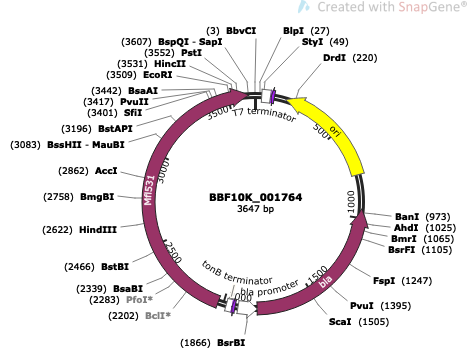 Created with SnapGene®
(3) BbvCI
BlpI (27)
StyI (49)
DrdI (220)
(3607) BspQI - SapI
(3552) PstI
(3531) HincII
(3509) EcoRI
(3442) BsaAI
(3417) PvuII
(3401) SfiI
(3196) BstAPI
(3083) BssHII - MauBI
(2862) AccI
(2758) BmgBI
(2622) HindIII
(2466) BstBI
(2339) BsaBI
(2283) PfoI*
(2202) BclI*
(1866) BsrBI
BanI (973)
AhdI (1025)
BmrI (1065)
BsrFI (1105)
FspI (1247)
PvuI (1395)
ScaI (1505)
T7 terminator
ori
500
1000
1500
bla
bla promoter
tonB terminator
2500
3000
3500
Mfl531
BBF10K_001764
3647 bp